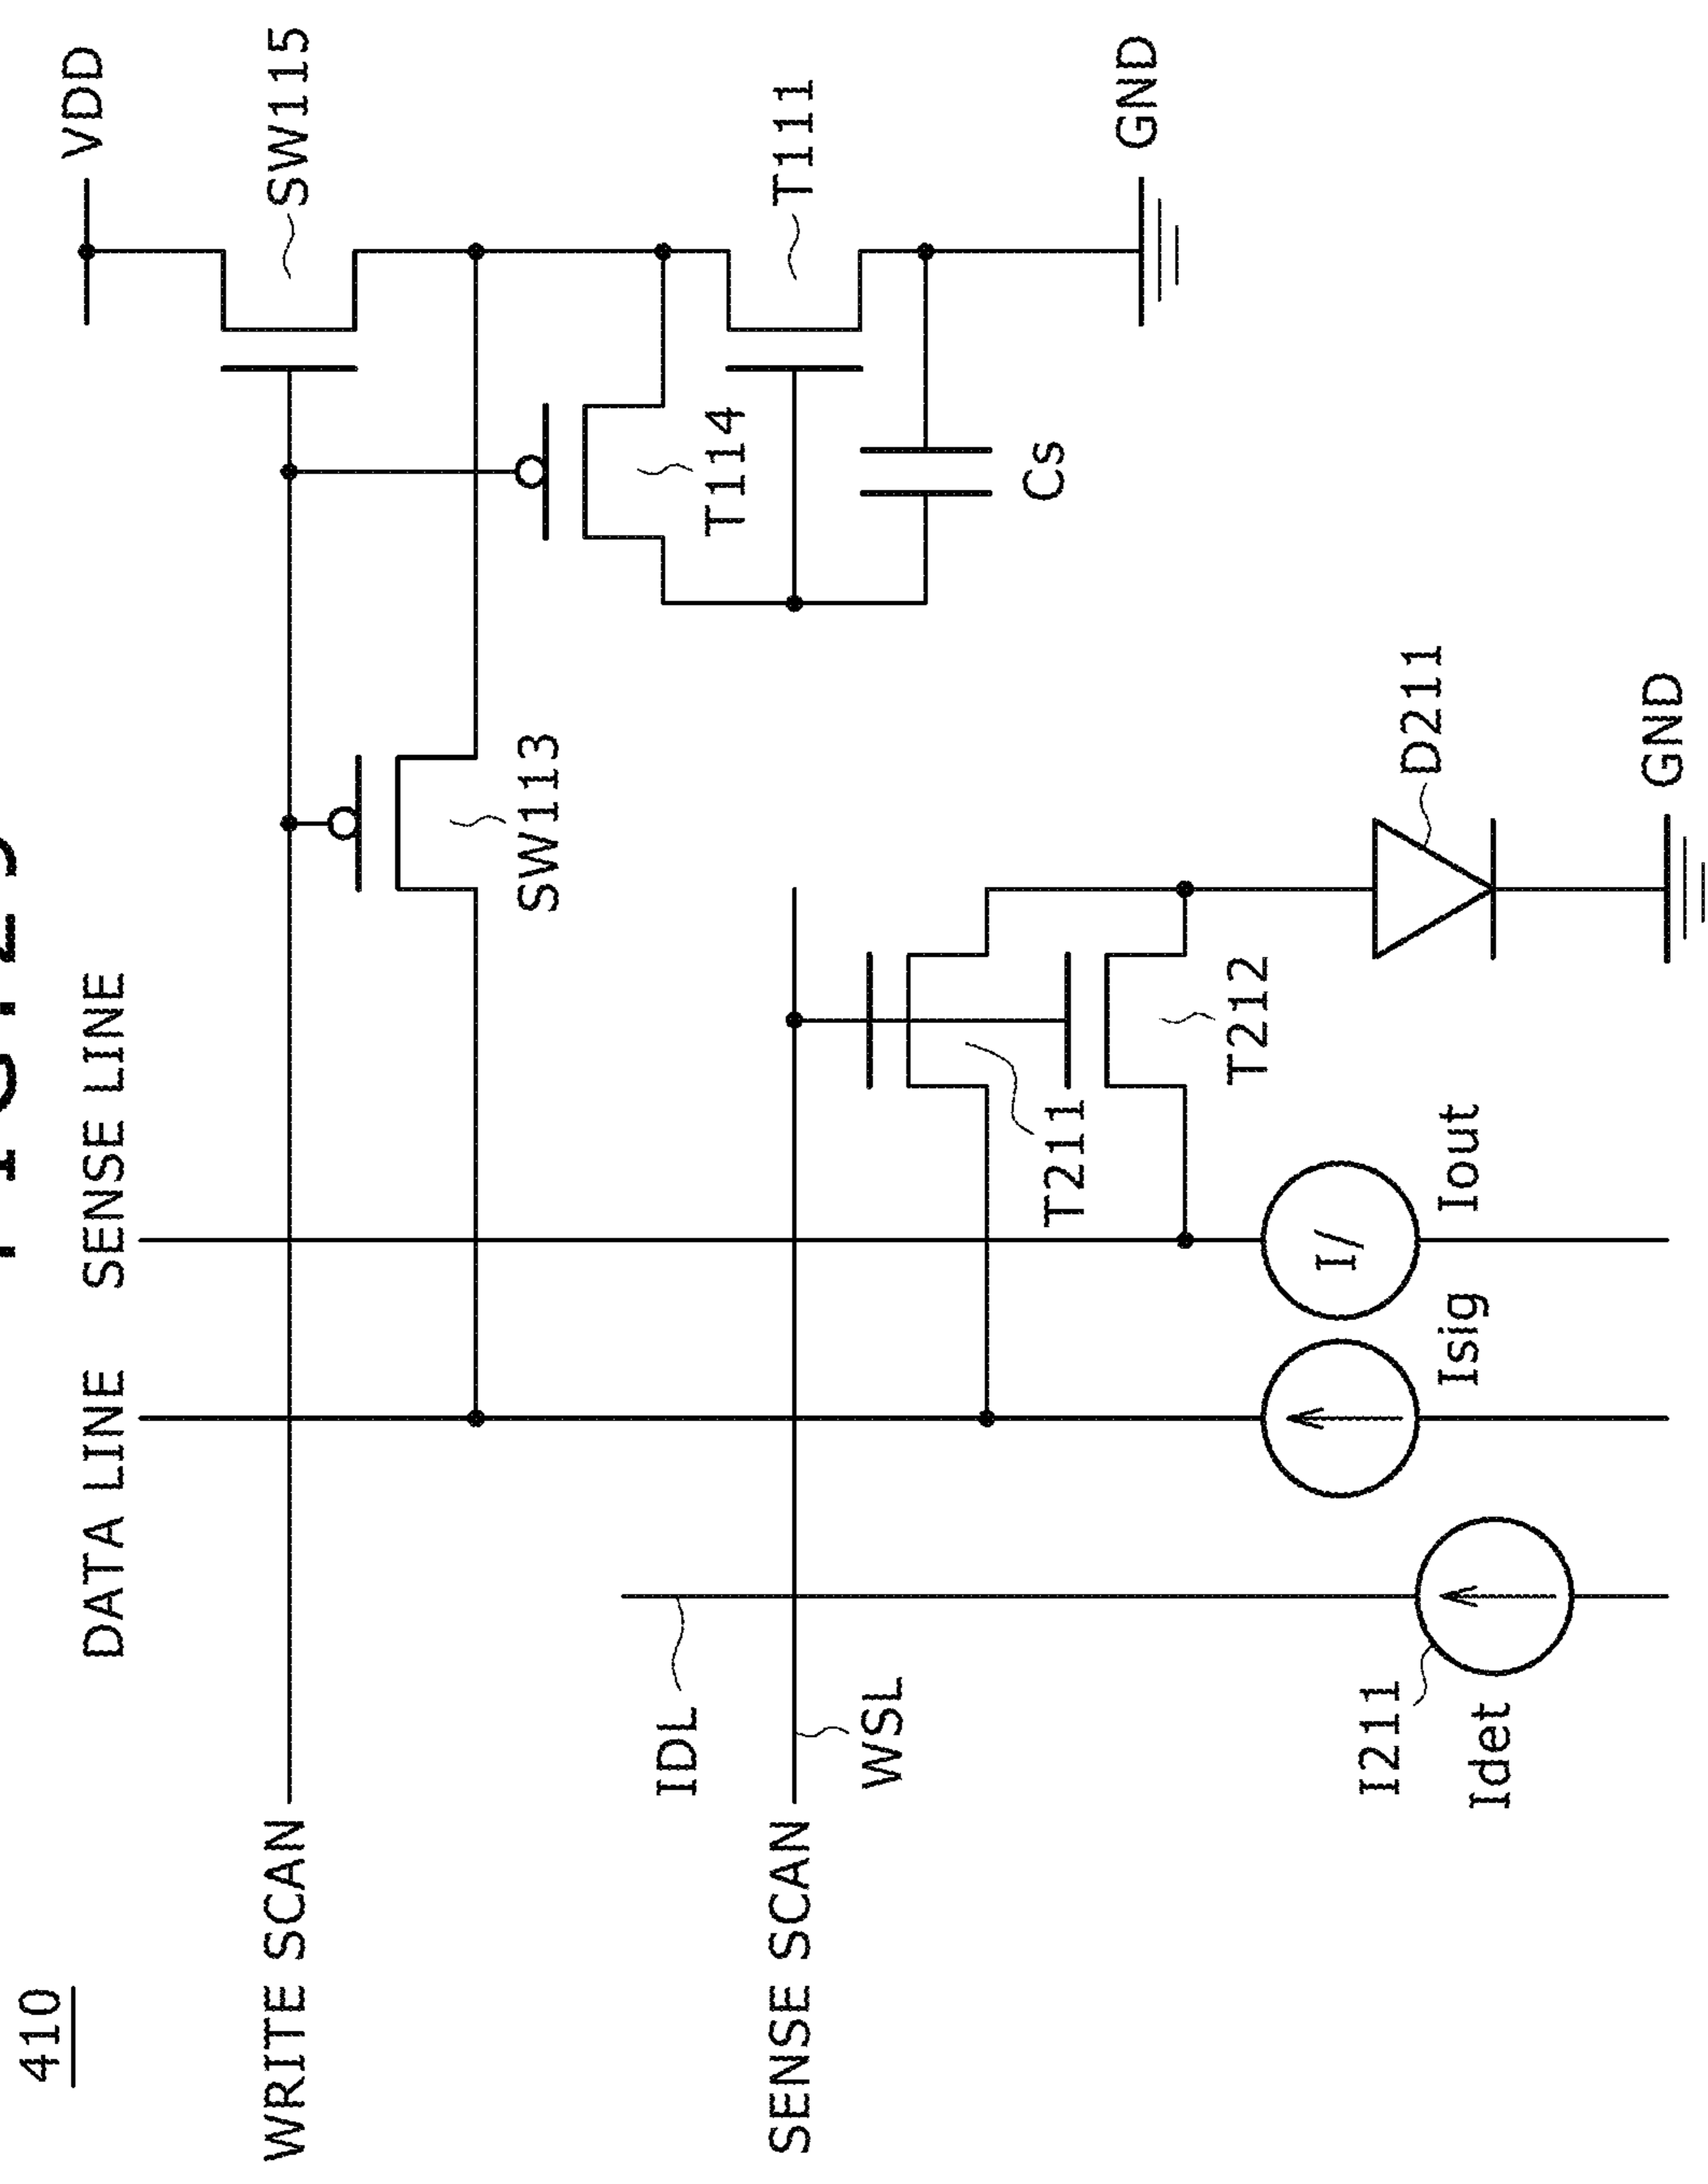 410
DATA LINE
SENSE LINE
VDD
WRITE SCAN
SW115
SW113
T114
T111
Cs
GND
IDL
SENSE SCAN
WSL
T211
T212
D211
GND
I211
Idet
Isig
I/
Iout